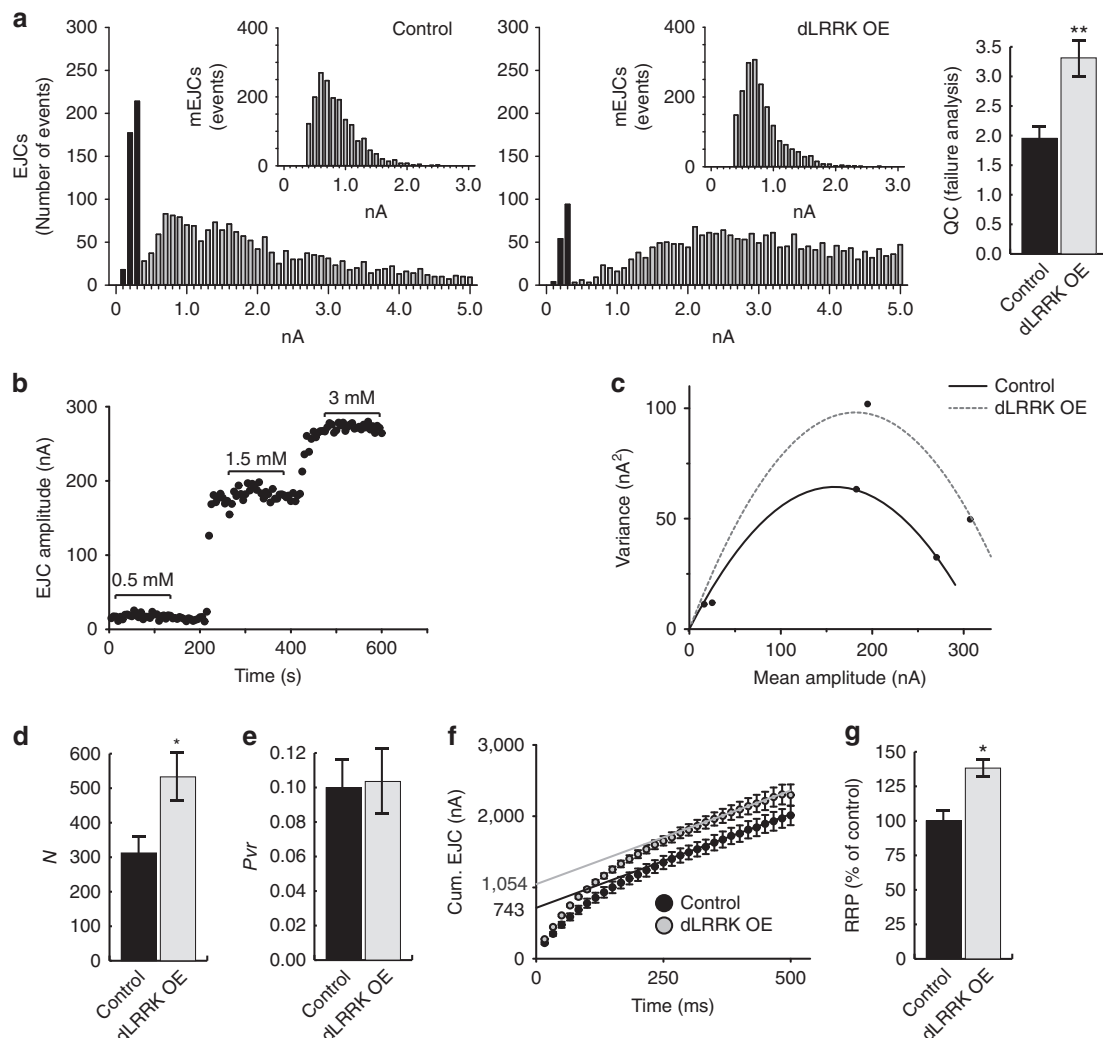 a
300
250
200
150
100
50
0
EJCs
(Number of events)
0
1.0
2.0
3.0
4.0
5.0
nA
Control
400
200
0
mEJCs
(events)
0
1.0
2.0
3.0
nA
300
250
200
150
100
50
0
0
1.0
2.0
3.0
4.0
5.0
nA
dLRRK OE
400
200
0
mEJCs
(events)
0
1.0
2.0
3.0
nA
**
3.5
3.0
2.5
2.0
1.5
1.0
0.5
0.0
QC (failure analysis)
Control
dLRRK OE
b
300
200
100
0
EJC amplitude (nA)
0.5 mM
1.5 mM
3 mM
0
200
400
600
Time (s)
c
100
50
0
Variance (nA2)
Control
dLRRK OE
0
100
200
300
Mean amplitude (nA)
d
600
500
400
300
200
100
0
N
*
Control
dLRRK OE
e
0.12
0.10
0.08
0.06
0.04
0.02
0.00
Pvr
Control
dLRRK OE
f
3,000
2,000
1,054
743
0
Cum. EJC (nA)
Control
dLRRK OE
0
250
500
Time (ms)
g
150
125
100
75
50
25
0
RRP (% of control)
*
Control
dLRRK OE